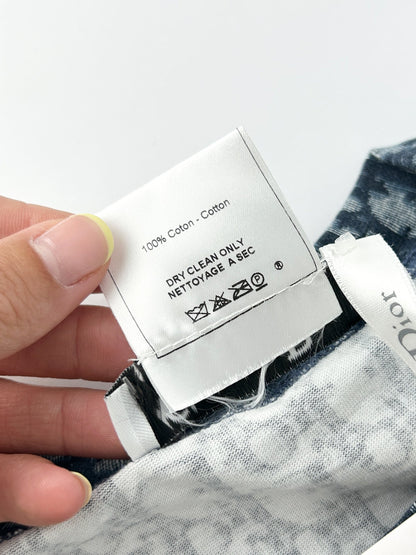 100% Coton - Cotton
DRY CLEAN ONLY
NETTOYAGE A SEC
P ®
Dior